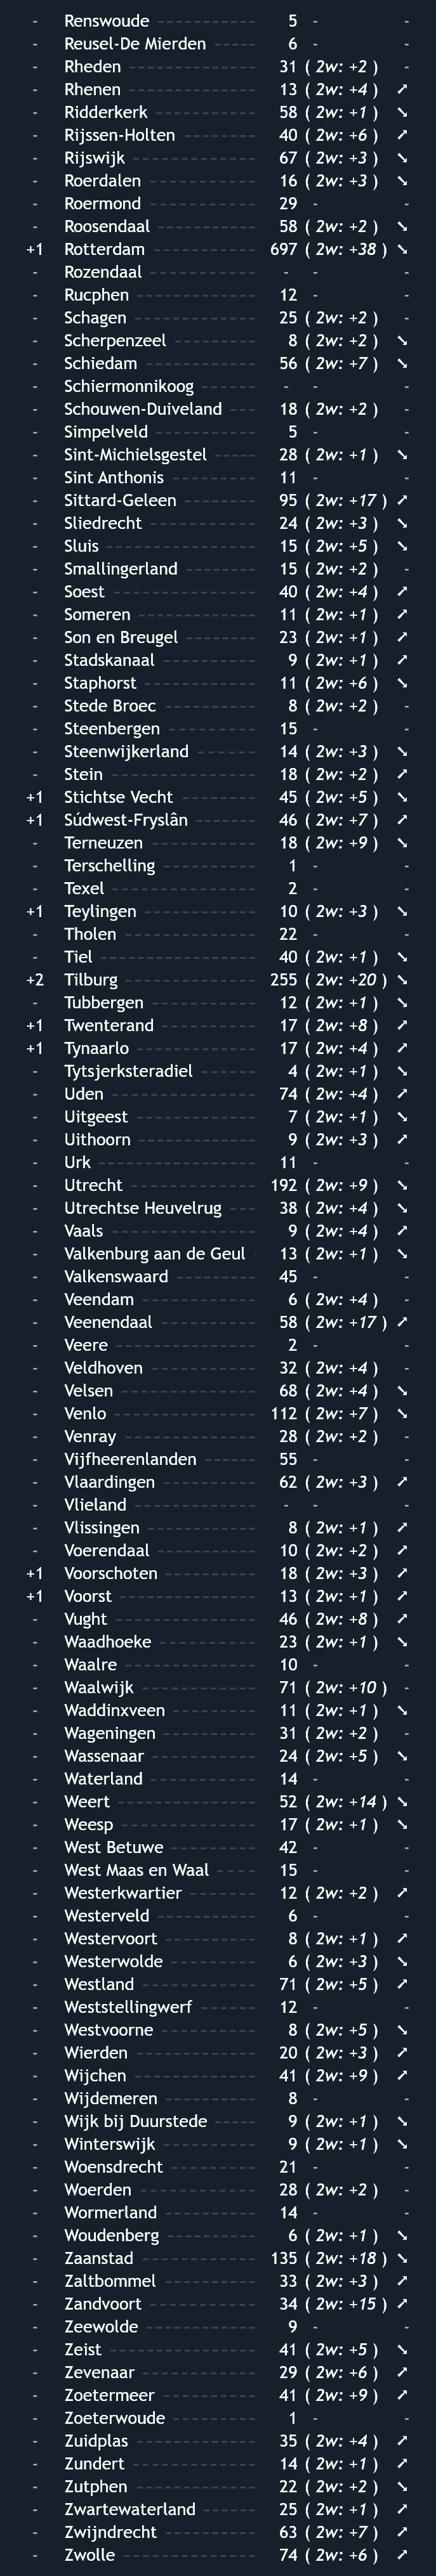 - Renswoude 5 - -
- Reusel-De Mierden 6 - -
- Rheden 31 ( 2w: +2 ) -
- Rhenen 13 ( 2w: +4 ) ↗
- Ridderkerk 58 ( 2w: +1 ) ↘
- Rijssen-Holten 40 ( 2w: +6 ) ↗
- Rijswijk 67 ( 2w: +3 ) ↘
- Roerdalen 16 ( 2w: +3 ) ↘
- Roermond 29 - -
- Roosendaal 58 ( 2w: +2 ) ↘
+1 Rotterdam 697 ( 2w: +38 ) ↘
- Rozendaal - - -
- Rucphen 12 - -
- Schagen 25 ( 2w: +2 ) -
- Scherpenzeel 8 ( 2w: +2 ) ↘
- Schiedam 56 ( 2w: +7 ) ↘
- Schiermonnikoog - - -
- Schouwen-Duiveland 18 ( 2w: +2 ) -
- Simpelveld 5 - -
- Sint-Michielsgestel 28 ( 2w: +1 ) ↘
- Sint Anthonis 11 - -
- Sittard-Geleen 95 ( 2w: +17 ) ↗
- Sliedrecht 24 ( 2w: +3 ) ↘
- Sluis 15 ( 2w: +5 ) ↘
- Smallingerland 15 ( 2w: +2 ) -
- Soest 40 ( 2w: +4 ) ↗
- Someren 11 ( 2w: +1 ) ↗
- Son en Breugel 23 ( 2w: +1 ) ↗
- Stadskanaal 9 ( 2w: +1 ) ↗
- Staphorst 11 ( 2w: +6 ) ↘
- Stede Broec 8 ( 2w: +2 ) -
- Steenbergen 15 - -
- Steenwijkerland 14 ( 2w: +3 ) ↘
- Stein 18 ( 2w: +2 ) ↗
+1 Stichtse Vecht 45 ( 2w: +5 ) ↘
+1 Súdwest-Fryslân 46 ( 2w: +7 ) ↗
- Terneuzen 18 ( 2w: +9 ) ↘
- Terschelling 1 - -
- Texel 2 - -
+1 Teylingen 10 ( 2w: +3 ) ↘
- Tholen 22 - -
- Tiel 40 ( 2w: +1 ) ↘
+2 Tilburg 255 ( 2w: +20 ) ↘
- Tubbergen 12 ( 2w: +1 ) ↘
+1 Twenterand 17 ( 2w: +8 ) ↗
+1 Tynaarlo 17 ( 2w: +4 ) ↗
- Tytsjerksteradiel 4 ( 2w: +1 ) ↘
- Uden 74 ( 2w: +4 ) ↗
- Uitgeest 7 ( 2w: +1 ) ↘
- Uithoorn 9 ( 2w: +3 ) ↗
- Urk 11 - -
- Utrecht 192 ( 2w: +9 ) ↘
- Utrechtse Heuvelrug 38 ( 2w: +4 ) ↘
- Vaals 9 ( 2w: +4 ) ↗
- Valkenburg aan de Geul 13 ( 2w: +1 ) ↘
- Valkenswaard 45 - -
- Veendam 6 ( 2w: +4 ) -
- Veenendaal 58 ( 2w: +17 ) ↗
- Veere 2 - -
- Veldhoven 32 ( 2w: +4 ) -
- Velsen 68 ( 2w: +4 ) ↘
- Venlo 112 ( 2w: +7 ) ↘
- Venray 28 ( 2w: +2 ) -
- Vijfheerenlanden 55 - -
- Vlaardingen 62 ( 2w: +3 ) ↗
- Vlieland - - -
- Vlissingen 8 ( 2w: +1 ) ↗
- Voerendaal 10 ( 2w: +2 ) ↗
+1 Voorschoten 18 ( 2w: +3 ) ↗
+1 Voorst 13 ( 2w: +1 ) ↗
- Vught 46 ( 2w: +8 ) ↗
- Waadhoeke 23 ( 2w: +1 ) ↘
- Waalre 10 - -
- Waalwijk 71 ( 2w: +10 ) -
- Waddinxveen 11 ( 2w: +1 ) ↘
- Wageningen 31 ( 2w: +2 ) -
- Wassenaar 24 ( 2w: +5 ) ↘
- Waterland 14 - -
- Weert 52 ( 2w: +14 ) ↘
- Weesp 17 ( 2w: +1 ) ↘
- West Betuwe 42 - -
- West Maas en Waal 15 - -
- Westerkwartier 12 ( 2w: +2 ) ↗
- Westerveld 6 - -
- Westervoort 8 ( 2w: +1 ) ↗
- Westerwolde 6 ( 2w: +3 ) ↘
- Westland 71 ( 2w: +5 ) ↗
- Weststellingwerf 12 - -
- Westvoorne 8 ( 2w: +5 ) ↘
- Wierden 20 ( 2w: +3 ) ↗
- Wijchen 41 ( 2w: +9 ) ↗
- Wijdemeren 8 - -
- Wijk bij Duurstede 9 ( 2w: +1 ) ↘
- Winterswijk 9 ( 2w: +1 ) ↘
- Woensdrecht 21 - -
- Woerden 28 ( 2w: +2 ) -
- Wormerland 14 - -
- Woudenberg 6 ( 2w: +1 ) ↘
- Zaanstad 135 ( 2w: +18 ) ↘
- Zaltbommel 33 ( 2w: +3 ) ↗
- Zandvoort 34 ( 2w: +15 ) ↗
- Zeewolde 9 - -
- Zeist 41 ( 2w: +5 ) ↘
- Zevenaar 29 ( 2w: +6 ) ↗
- Zoetermeer 41 ( 2w: +9 ) ↗
- Zoeterwoude 1 - -
- Zuidplas 35 ( 2w: +4 ) ↗
- Zundert 14 ( 2w: +1 ) ↗
- Zutphen 22 ( 2w: +2 ) ↘
- Zwartewaterland 25 ( 2w: +1 ) ↗
- Zwijndrecht 63 ( 2w: +7 ) ↗
- Zwolle 74 ( 2w: +6 ) ↗